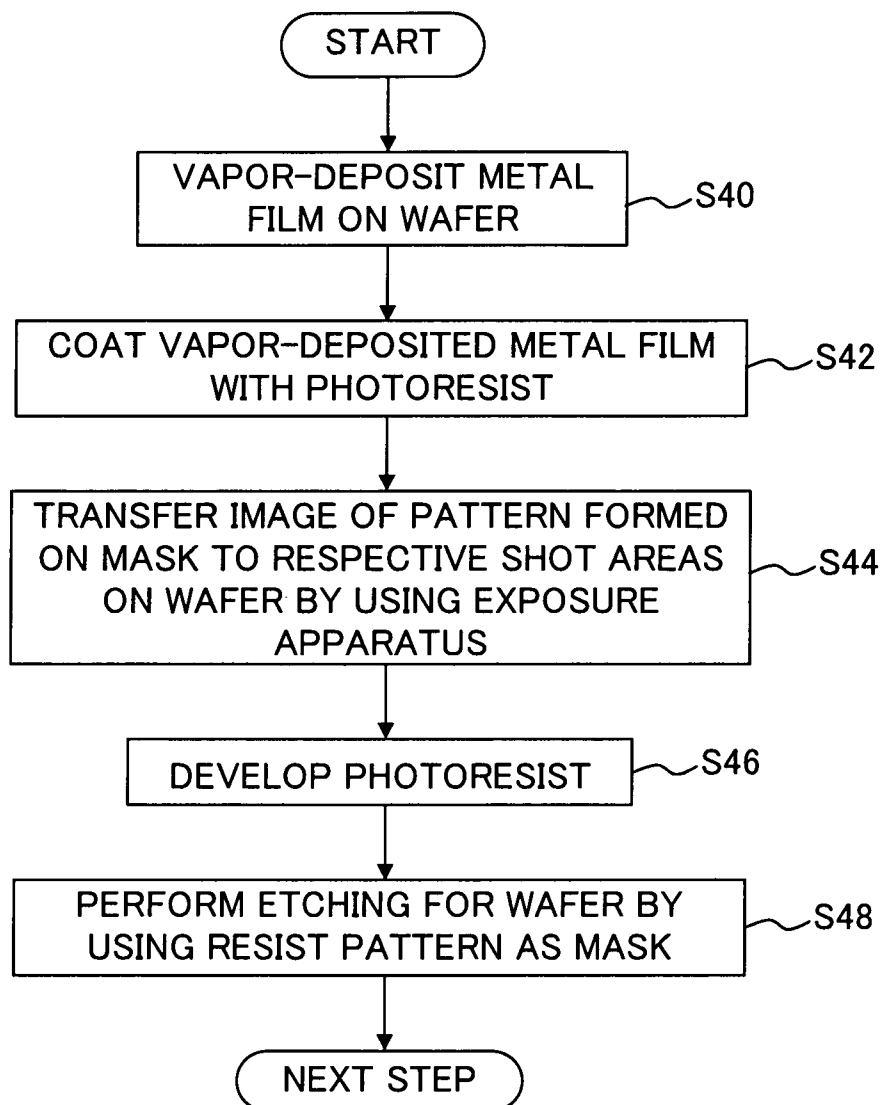 START
VAPOR-DEPOSIT METAL
FILM ON WAFER
S40
COAT VAPOR-DEPOSITED METAL FILM
WITH PHOTORESIST
S42
TRANSFER IMAGE OF PATTERN FORMED
ON MASK TO RESPECTIVE SHOT AREAS
ON WAFER BY USING EXPOSURE
APPARATUS
S44
DEVELOP PHOTORESIST
S46
PERFORM ETCHING FOR WAFER BY
USING RESIST PATTERN AS MASK
S48
NEXT STEP